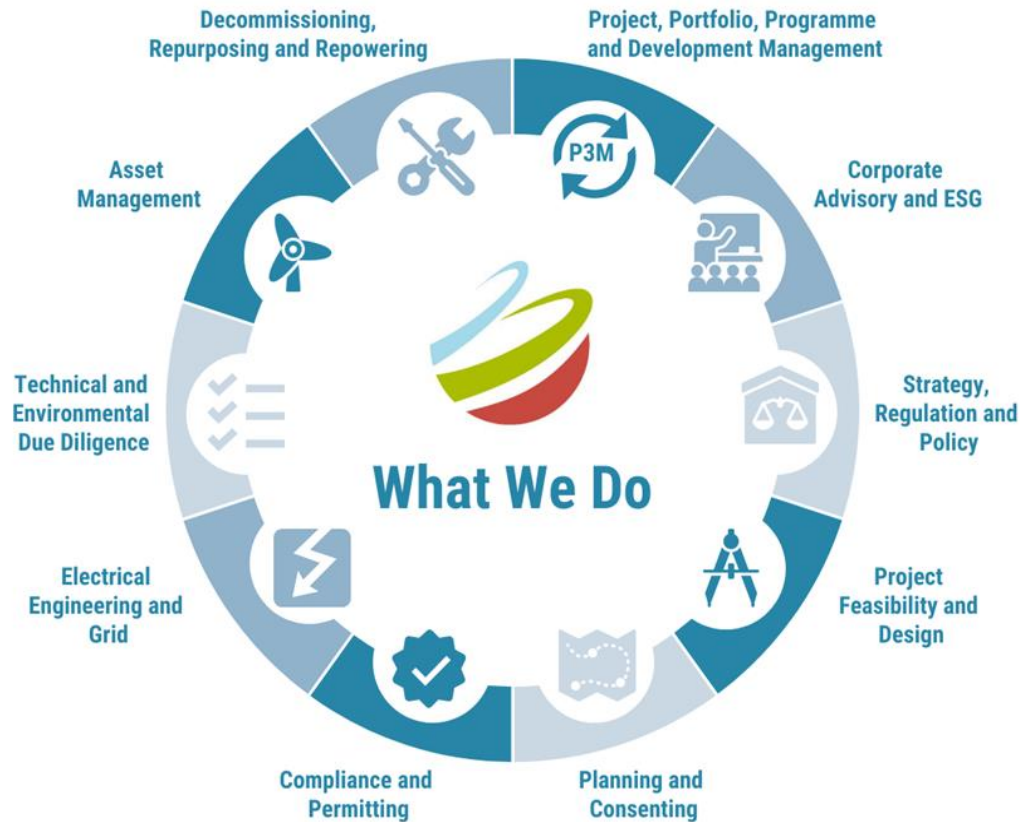 Decommissioning,
Repurposing and Repowering
Project, Portfolio, Programme
and Development Management
P3M
Asset
Management
Corporate
Advisory and ESG
Technical and
Environmental
Due Diligence
Strategy,
Regulation and
Policy
What We Do
Electrical
Engineering and
Grid
Project
Feasibility and
Design
Compliance and
Permitting
Planning and
Consenting